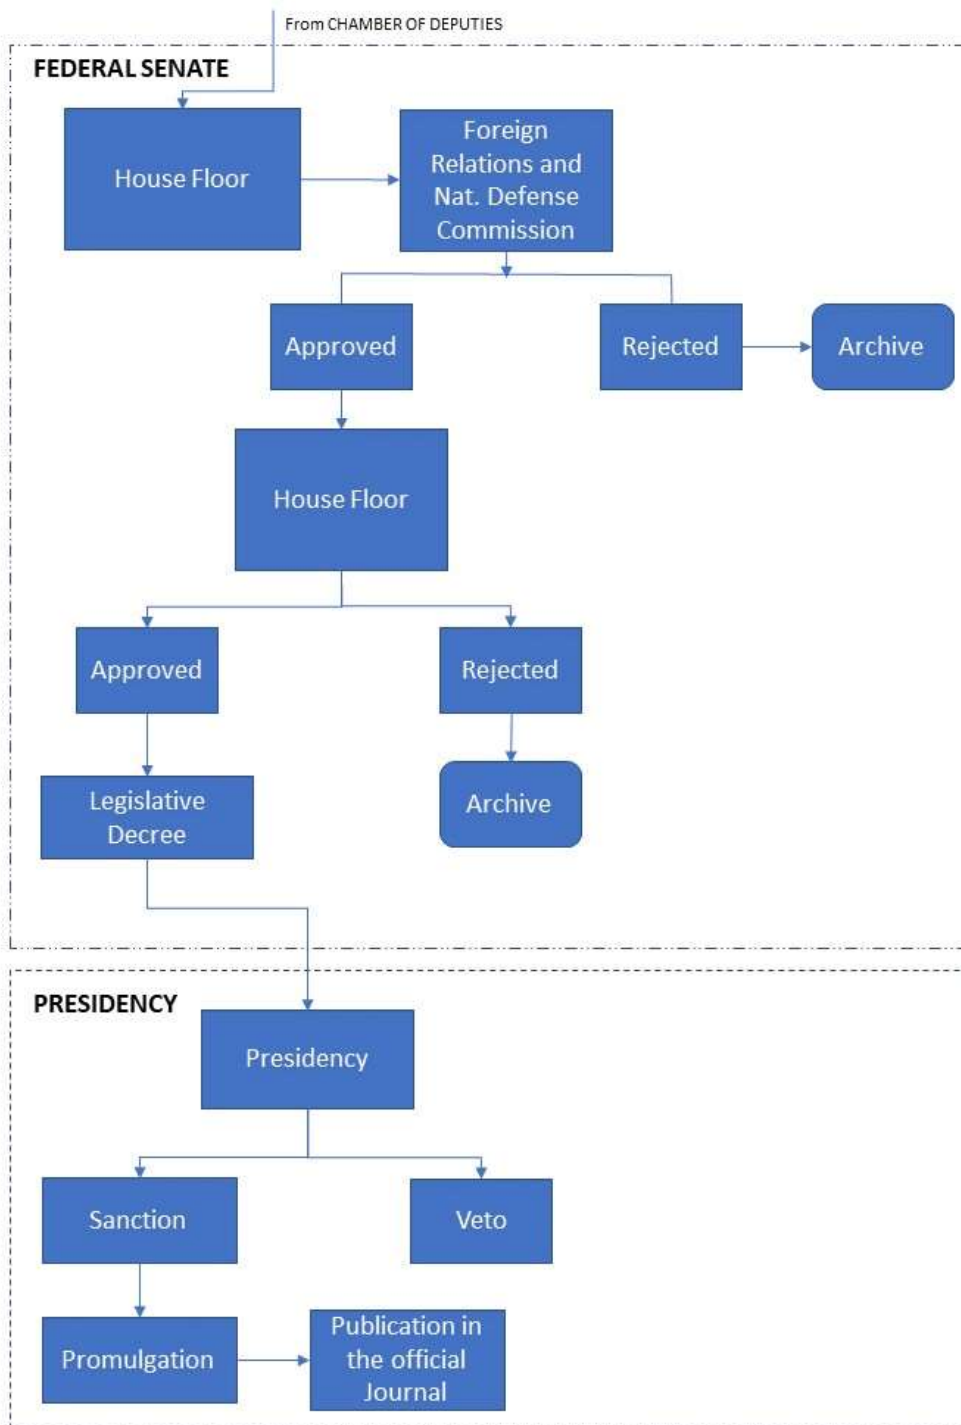 From CHAMBER OF DEPUTIES
FEDERAL SENATE
House Floor
Foreign
Relations and
Nat. Defense
Commission
Approved
Rejected
Archive
House Floor
Approved
Rejected
Legislative
Decree
Archive
PRESIDENCY
Presidency
Sanction
Veto
Promulgation
Publication in
the official
Journal